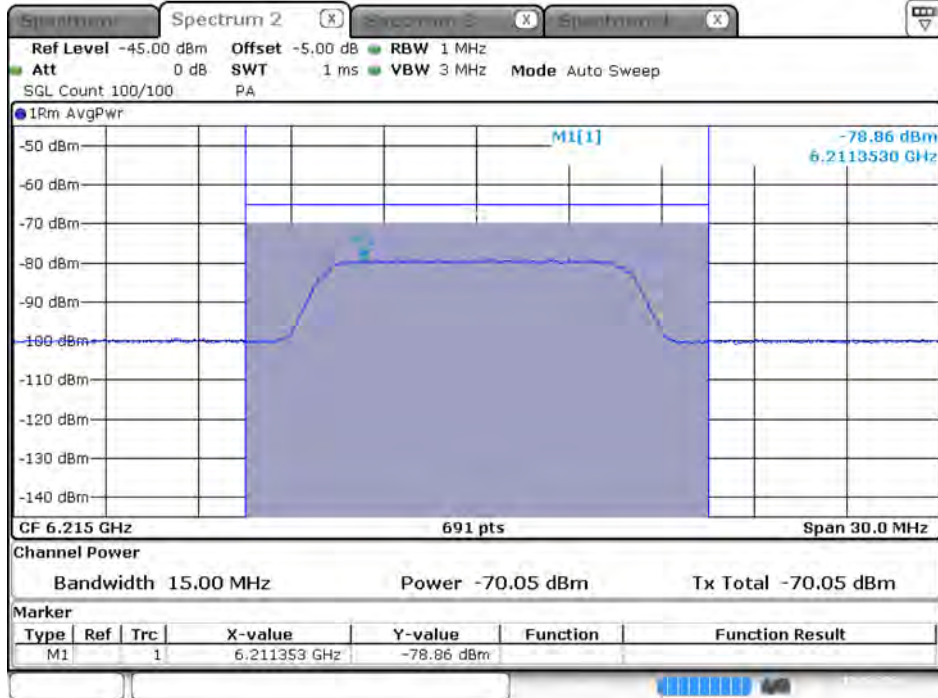 Spectrum Spectrum 2 X Spectrum 3 X Spectrum 4 X
Ref Level -45.00 dBm Offset -5.00 dB RBW 1 MHz
Att 0 dB SWT 1 ms VBW 3 MHz Mode Auto Sweep
SGL Count 100/100 PA
1Rm AvgPwr
M1[1] -78.86 dBm
6.2113530 GHz
-50 dBm
-60 dBm
-70 dBm
-80 dBm
-90 dBm
-100 dBm
-110 dBm
-120 dBm
-130 dBm
-140 dBm
CF 6.215 GHz 691 pts Span 30.0 MHz
Channel Power
Bandwidth 15.00 MHz Power -70.05 dBm Tx Total -70.05 dBm
Marker
Type Ref Trc X-value Y-value Function Function Result
M1 1 6.211353 GHz -78.86 dBm